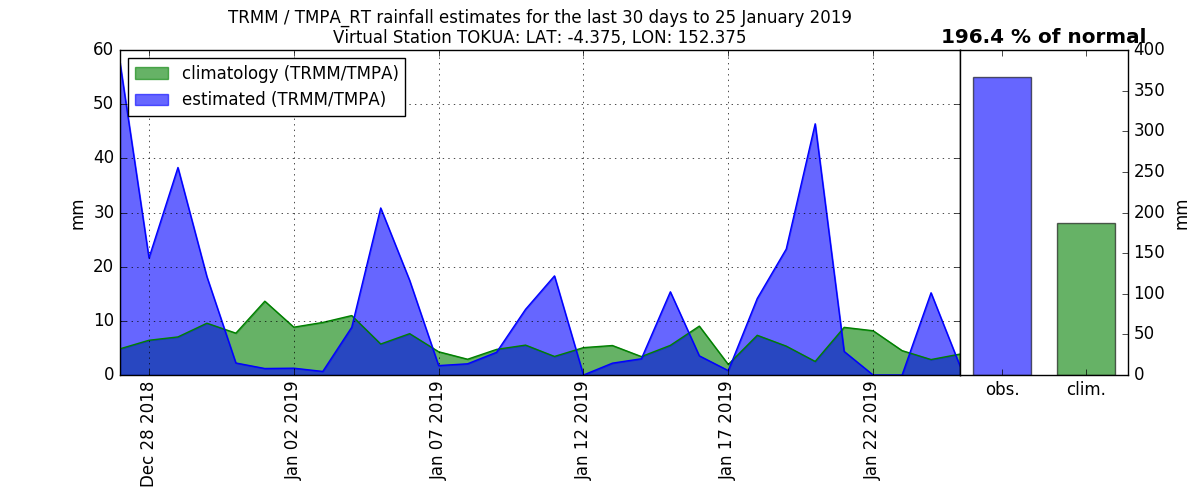 TRMM / TMPA_RT rainfall estimates for the last 30 days to 25 January 2019
Virtual Station TOKUA: LAT: -4.375, LON: 152.375
196.4 % of normal
climatology (TRMM/TMPA)
estimated (TRMM/TMPA)
60
50
40
30
20
10
0
mm
Dec 28 2018
Jan 02 2019
Jan 07 2019
Jan 12 2019
Jan 17 2019
Jan 22 2019
400
350
300
250
200
150
100
50
0
mm
obs.
clim.